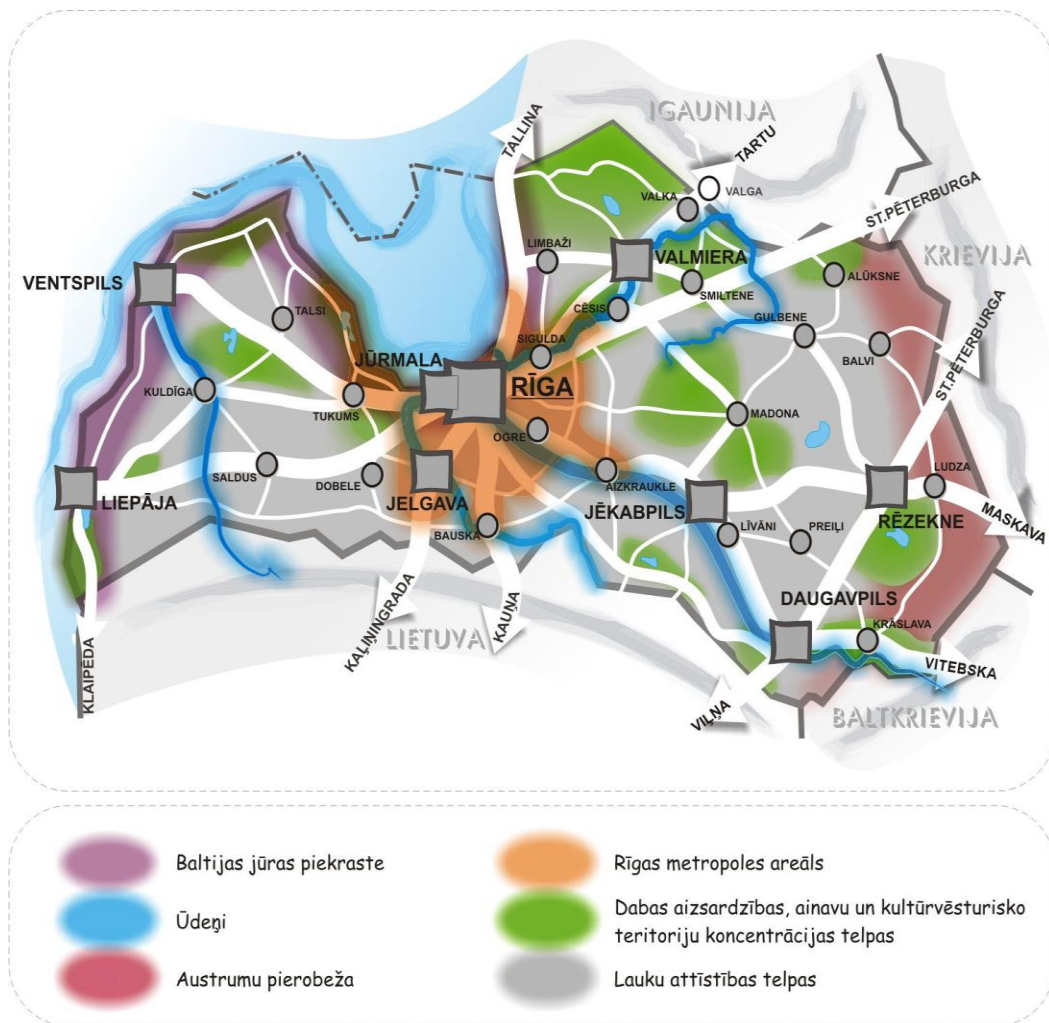 IGAUNIJA
TALLINA
TARTU
VALKA
VALGA
ST.PĒTERBURGA
KRIEVIJA
LIMBAŽI
VALMIERA
VENTSPILS
ALŪKSNE
SMILTENE
CĒSIS
TALSI
GULBENE
SIGULDA
BALVI
JŪRMALA
RĪGA
ST.PĒTERBURGA
KULDĪGA
TUKUMS
MADONA
OGRE
SALDUS
DOBELE
AIZKRAUKLE
LUDZA
LIEPĀJA
JELGAVA
JĒKABPILS
RĒZEKNE
MASKAVA
BAUSKA
LĪVĀNI
PREIĻI
DAUGAVPILS
KRĀSLAVA
KLAIPĒDA
KAĻIŅINGRADA
LIETUVA
KAUŅA
VITEBSKA
VIĻŅA
BALTKRIEVIJA
Baltijas jūras piekraste
Ūdeņi
Austrumu pierobeža
Rīgas metropoles areāls
Dabas aizsardzības, ainavu un kultūrvēsturisko
teritoriju koncentrācijas telpas
Lauku attīstības telpas